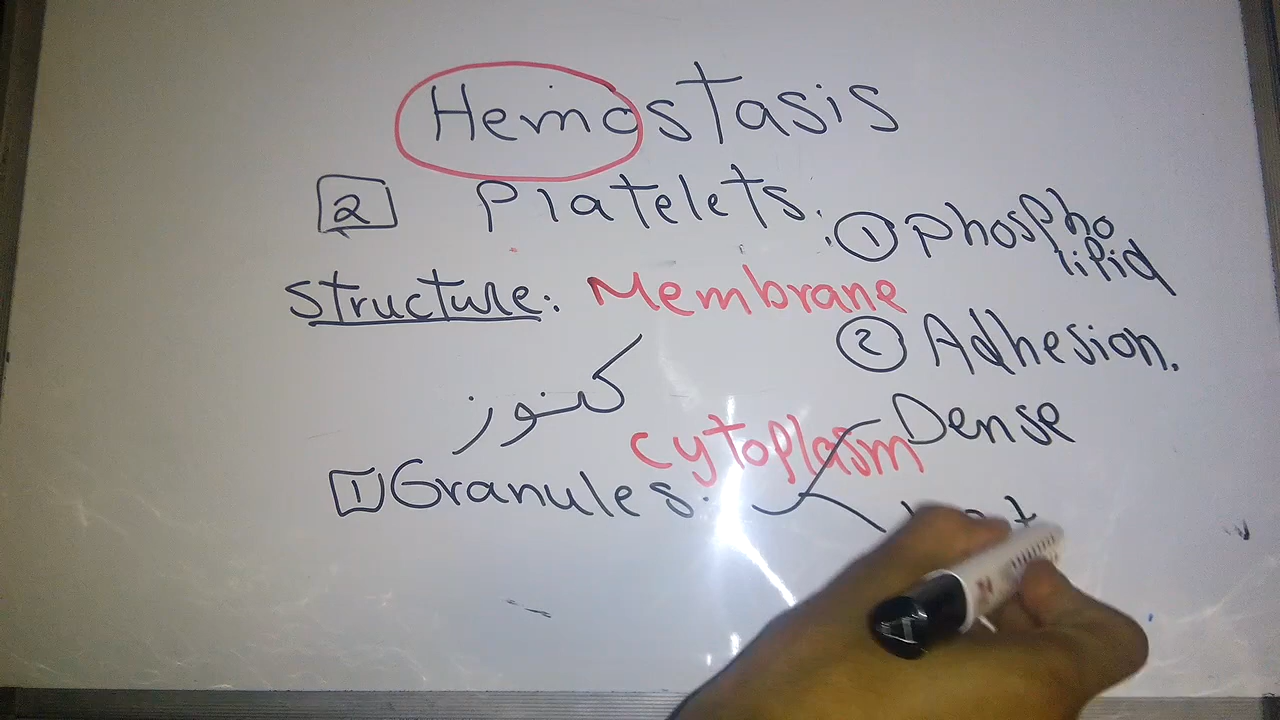 Hemostasis
2 Platelets:
① phospho
lipid
structure: Membrane
② Adhesion.
كنوز
cytoplasm
Dense
1 Granules.